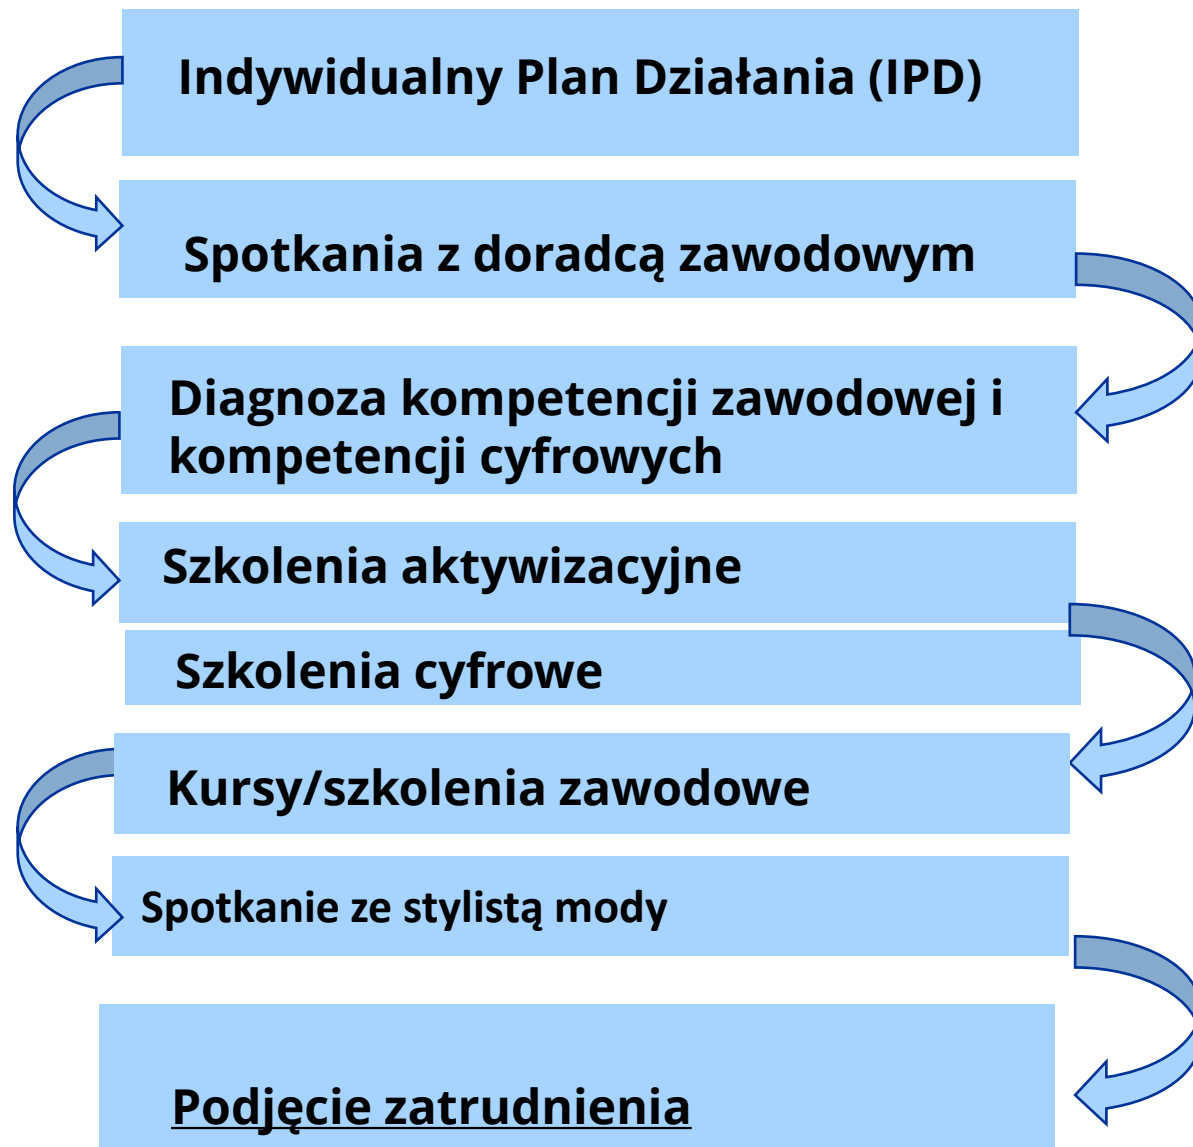 Indywidualny Plan Działania (IPD)
Spotkania z doradcą zawodowym
Diagnoza kompetencji zawodowej i
kompetencji cyfrowych
Szkolenia aktywizacyjne
Szkolenia cyfrowe
Kursy/szkolenia zawodowe
Spotkanie ze stylistą mody
Podjęcie zatrudnienia